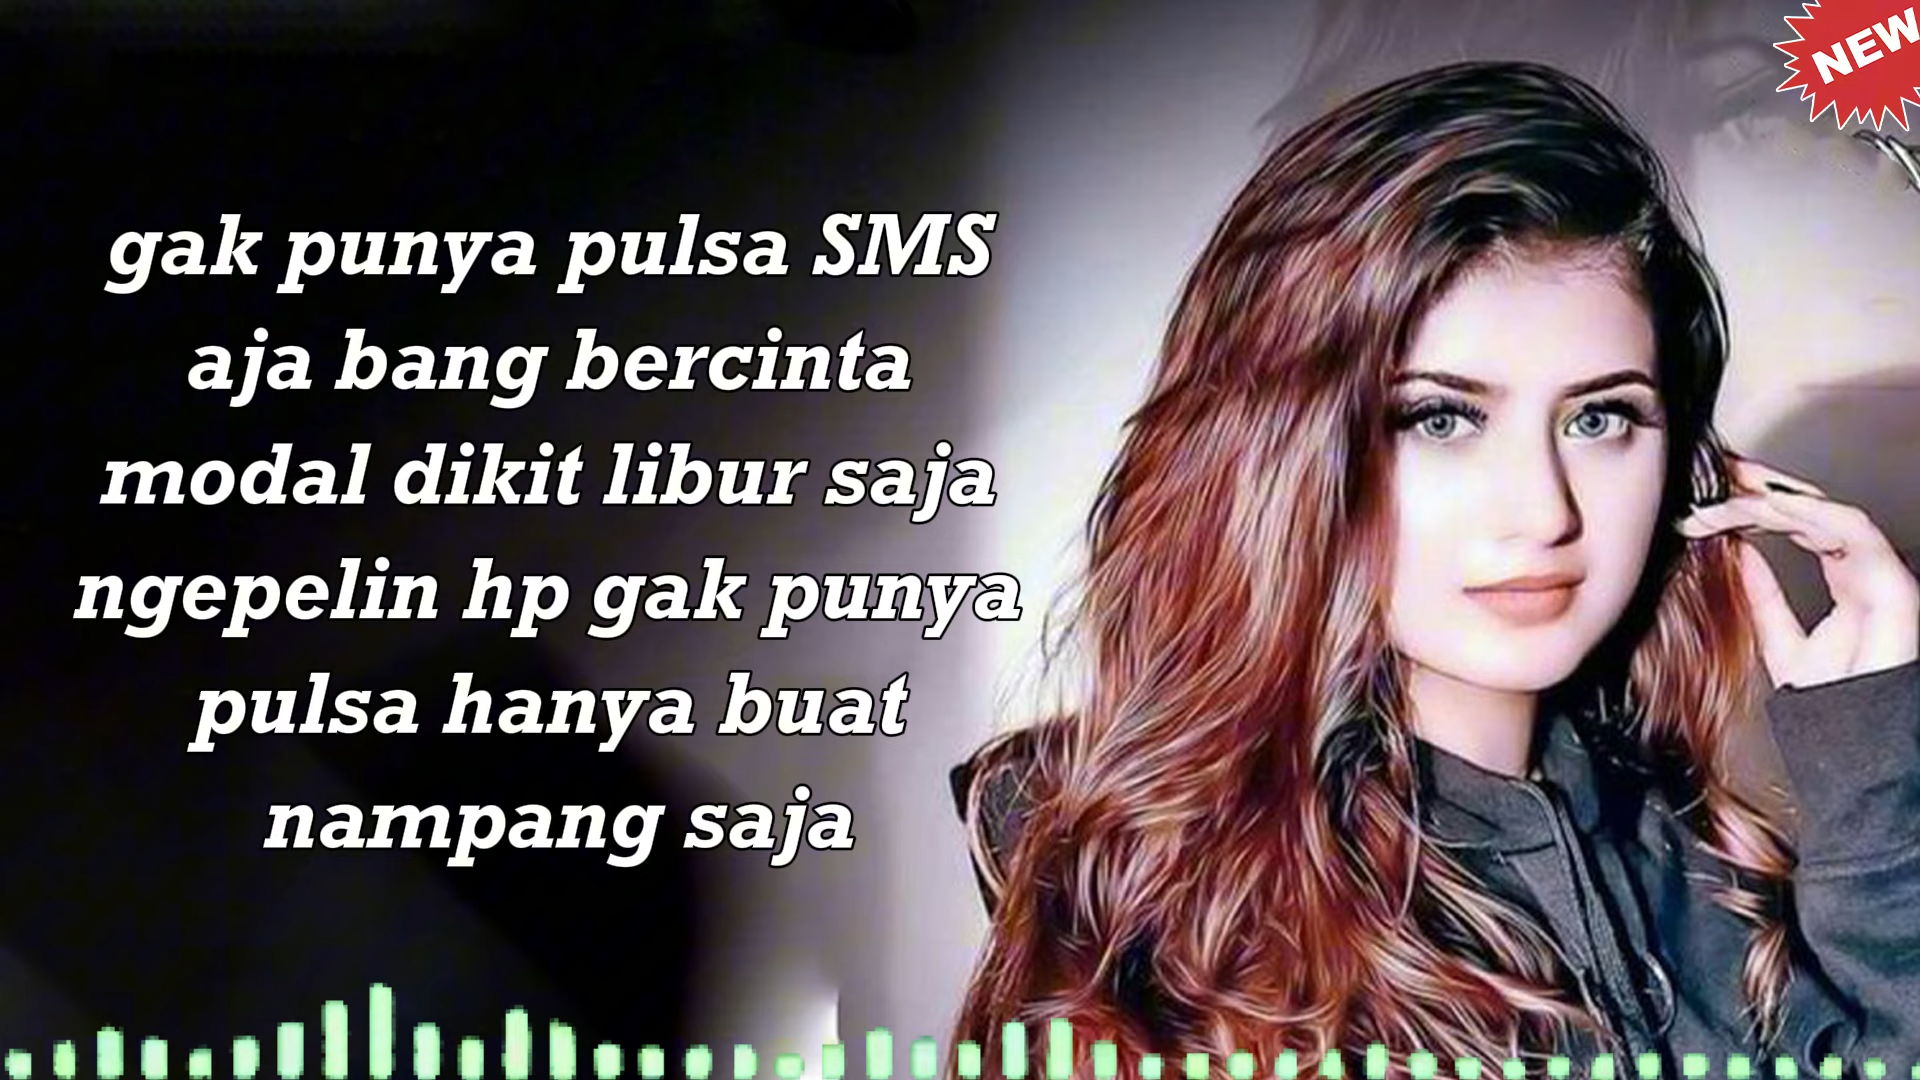 NEW
gak punya pulsa SMS
aja bang bercinta
modal dikit libur saja
ngepelin hp gak punya
pulsa hanya buat
nampang saja